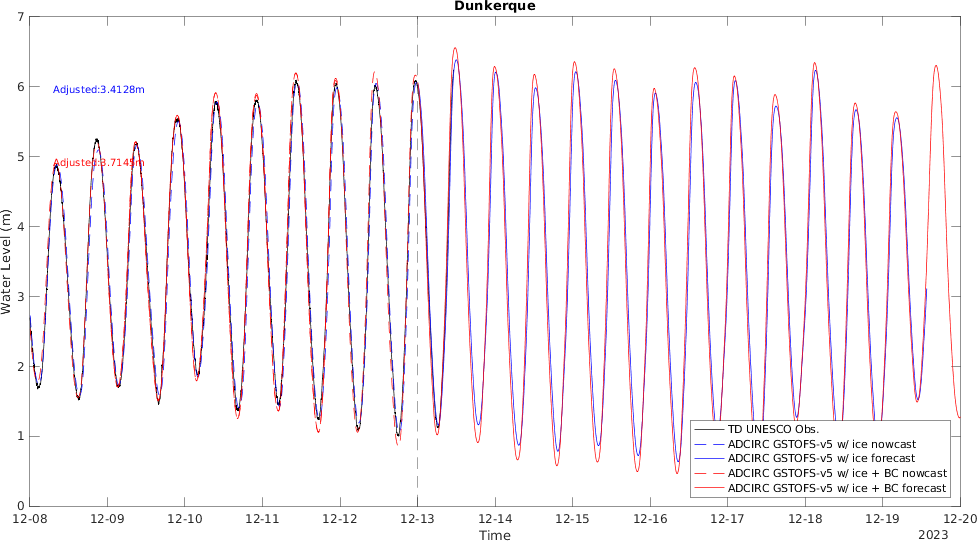 Dunkerque
7
6
5
4
3
2
1
0
Water Level (m)
Adjusted:3.4128m
Adjusted:3.7145m
TD UNESCO Obs.
ADCIRC GSTOFS-v5 w/ ice nowcast
ADCIRC GSTOFS-v5 w/ ice forecast
ADCIRC GSTOFS-v5 w/ ice + BC nowcast
ADCIRC GSTOFS-v5 w/ ice + BC forecast
12-08 12-09 12-10 12-11 12-12 12-13 12-14 12-15 12-16 12-17 12-18 12-19 12-20
Time
2023